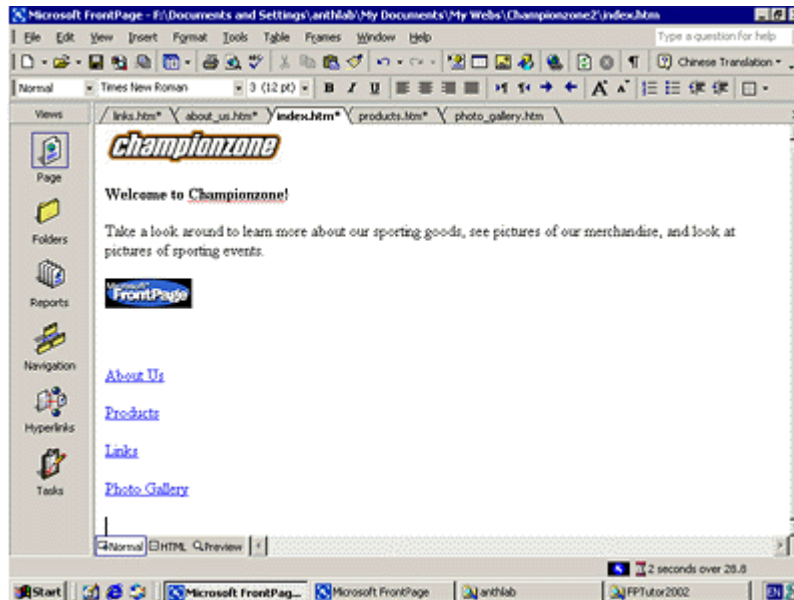 Microsoft FrontPage - F:\Documents and Settings\anthlab\My Documents\My Webs\Championzone2\index.htm
File Edit View Insert Format Tools Table Frames Window Help Type a question for help
Chinese Translation
Normal Times New Roman 3 (12 pt) B I U
Views links.htm* about_us.htm* index.htm* products.htm* photo_gallery.htm
championzone
Page
Welcome to Championzone!
Folders
Take a look around to learn more about our sporting goods, see pictures of our merchandise, and look at
pictures of sporting events.
Reports
Microsoft FrontPage
Navigation
About Us
Products
Hyperlinks
Links
Tasks
Photo Gallery
Normal HTML Preview
2 seconds over 28.8
Start Microsoft FrontPag... Microsoft FrontPage anthlab FPTutor2002 EN